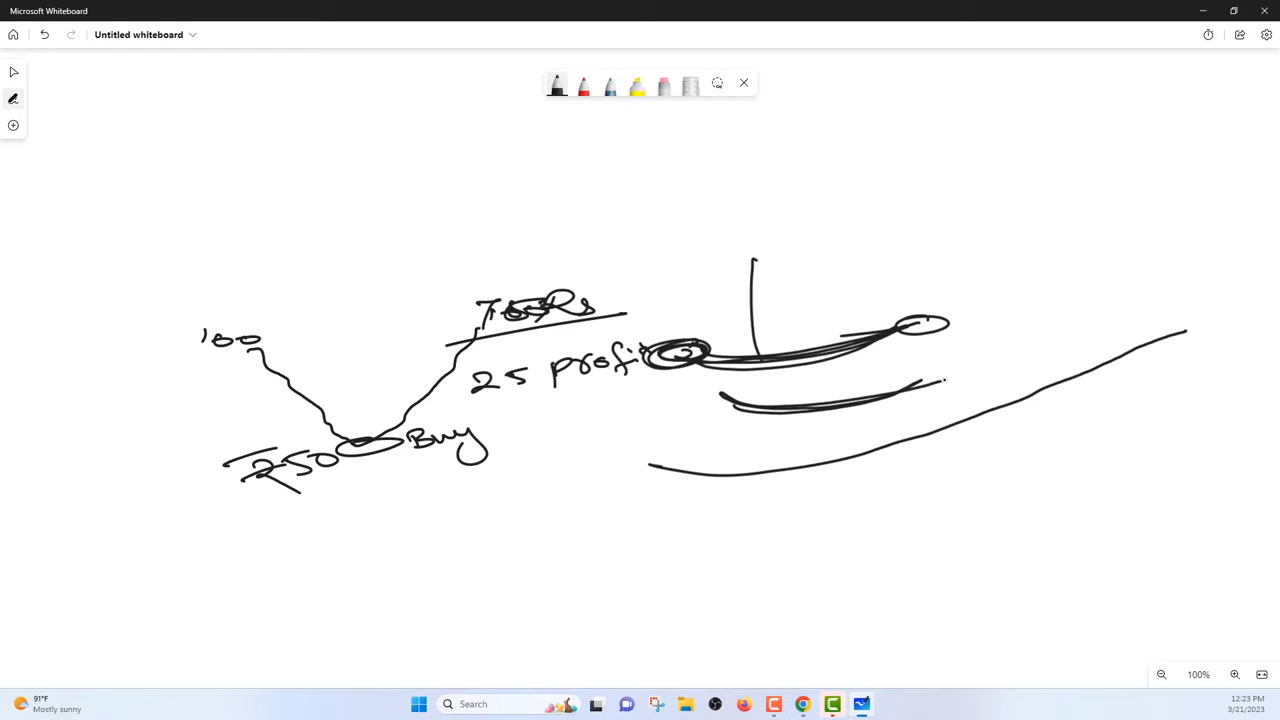 Microsoft Whiteboard
Untitled whiteboard
100
25 profit
Buy
250
100%
91°F
Mostly sunny
Search
12:23 PM
3/21/2023